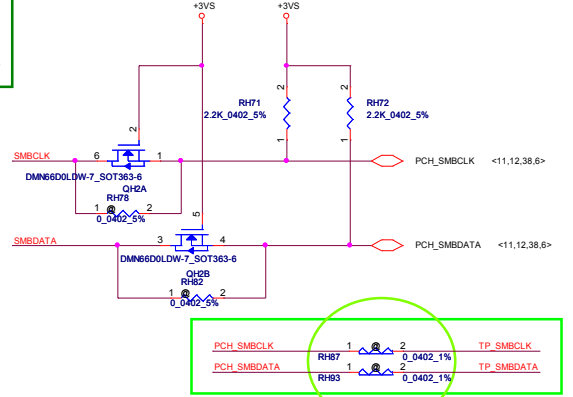 +3VS +3VS
2 2 2
RH71 RH72
2.2K_0402_5% 2.2K_0402_5%
1 1
SMBCLK 6 1 PCH_SMBCLK <11,12,38,6>
DMN66D0LDW-7_SOT363-6
QH2A
RH78
1 @ 2
0_0402_5%
5
SMBDATA 3 4 PCH_SMBDATA <11,12,38,6>
DMN66D0LDW-7_SOT363-6
QH2B
RH82
1 @ 2
0_0402_5%
PCH_SMBCLK 1 @ 2 TP_SMBCLK
RH87 0_0402_1%
PCH_SMBDATA 1 @ 2 TP_SMBDATA
RH93 0_0402_1%